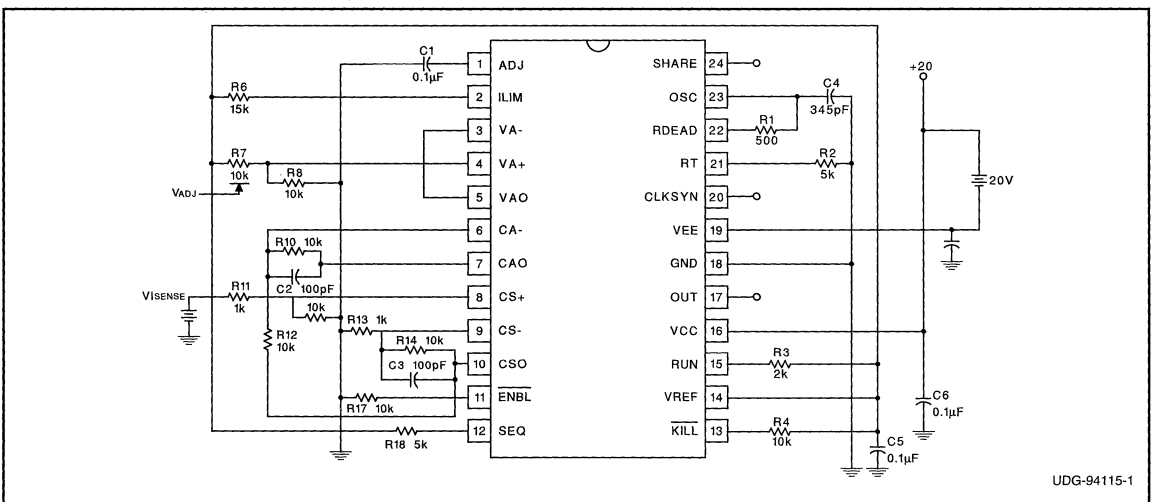 C1
0.1µF
R6
15k
R7
10k
R8
10k
VADJ
R10 10k
C2 100pF
VISENSE
R11
1k
10k
R12
10k
R13 1k
R14 10k
C3 100pF
R17 10k
R18 5k
1 ADJ
2 ILIM
3 VA-
4 VA+
5 VAO
6 CA-
7 CAO
8 CS+
9 CS-
10 CSO
11 ENBL
12 SEQ
SHARE 24
OSC 23
RDEAD 22
RT 21
CLKSYN 20
VEE 19
GND 18
OUT 17
VCC 16
RUN 15
VREF 14
KILL 13
C4
345pF
R1
500
R2
5k
+20
20V
R3
2k
R4
10k
C6
0.1µF
C5
0.1µF
UDG-94115-1